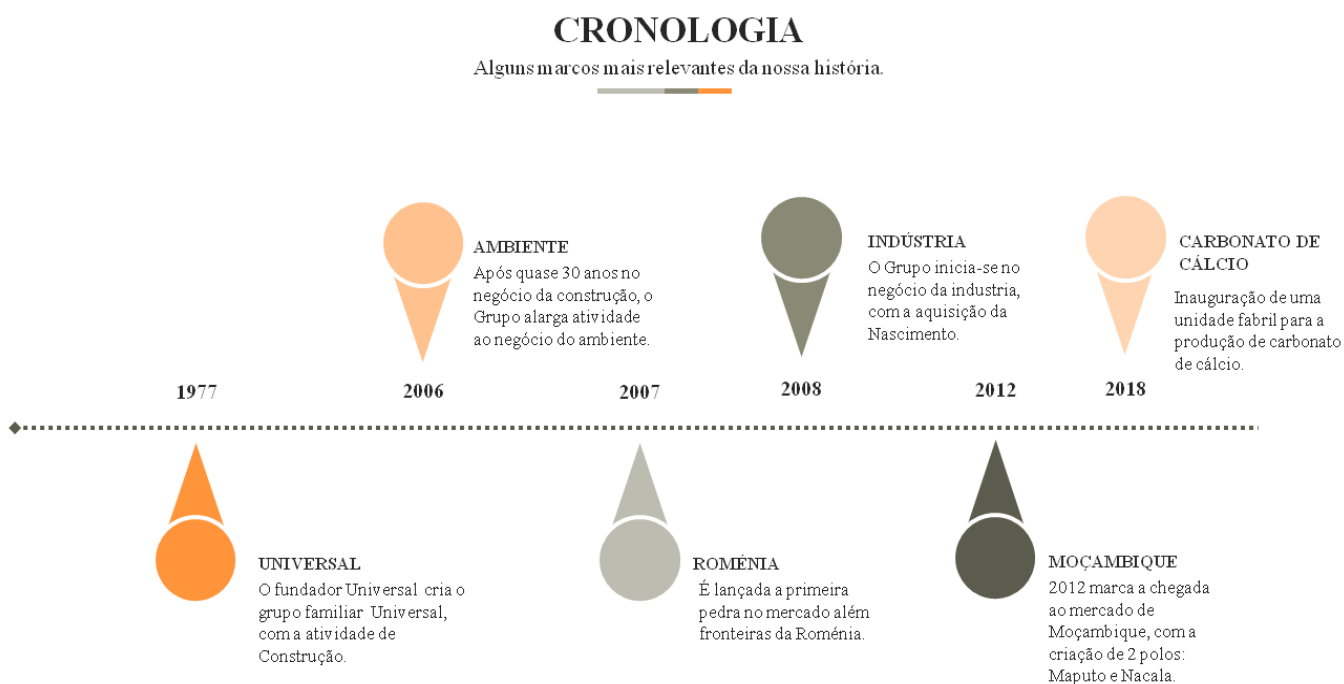 CRONOLOGIA
Alguns marcos mais relevantes da nossa história.
AMBIENTE
Após quase 30 anos no
negócio da construção, o
Grupo alarga atividade
ao negócio do ambiente.
INDÚSTRIA
O Grupo inicia-se no
negócio da industria,
com a aquisição da
Nascimento.
CARBONATO DE
CÁLCIO
Inauguração de uma
unidade fabril para a
produção de carbonato
de cálcio.
1977
2006
2007
2008
2012
2018
UNIVERSAL
O fundador Universal cria o
grupo familiar Universal,
com a atividade de
Construção.
ROMÉNIA
É lançada a primeira
pedra no mercado além
fronteiras da Roménia.
MOÇAMBIQUE
2012 marca a chegada
ao mercado de
Moçambique, com a
criação de 2 polos:
Maputo e Nacala.